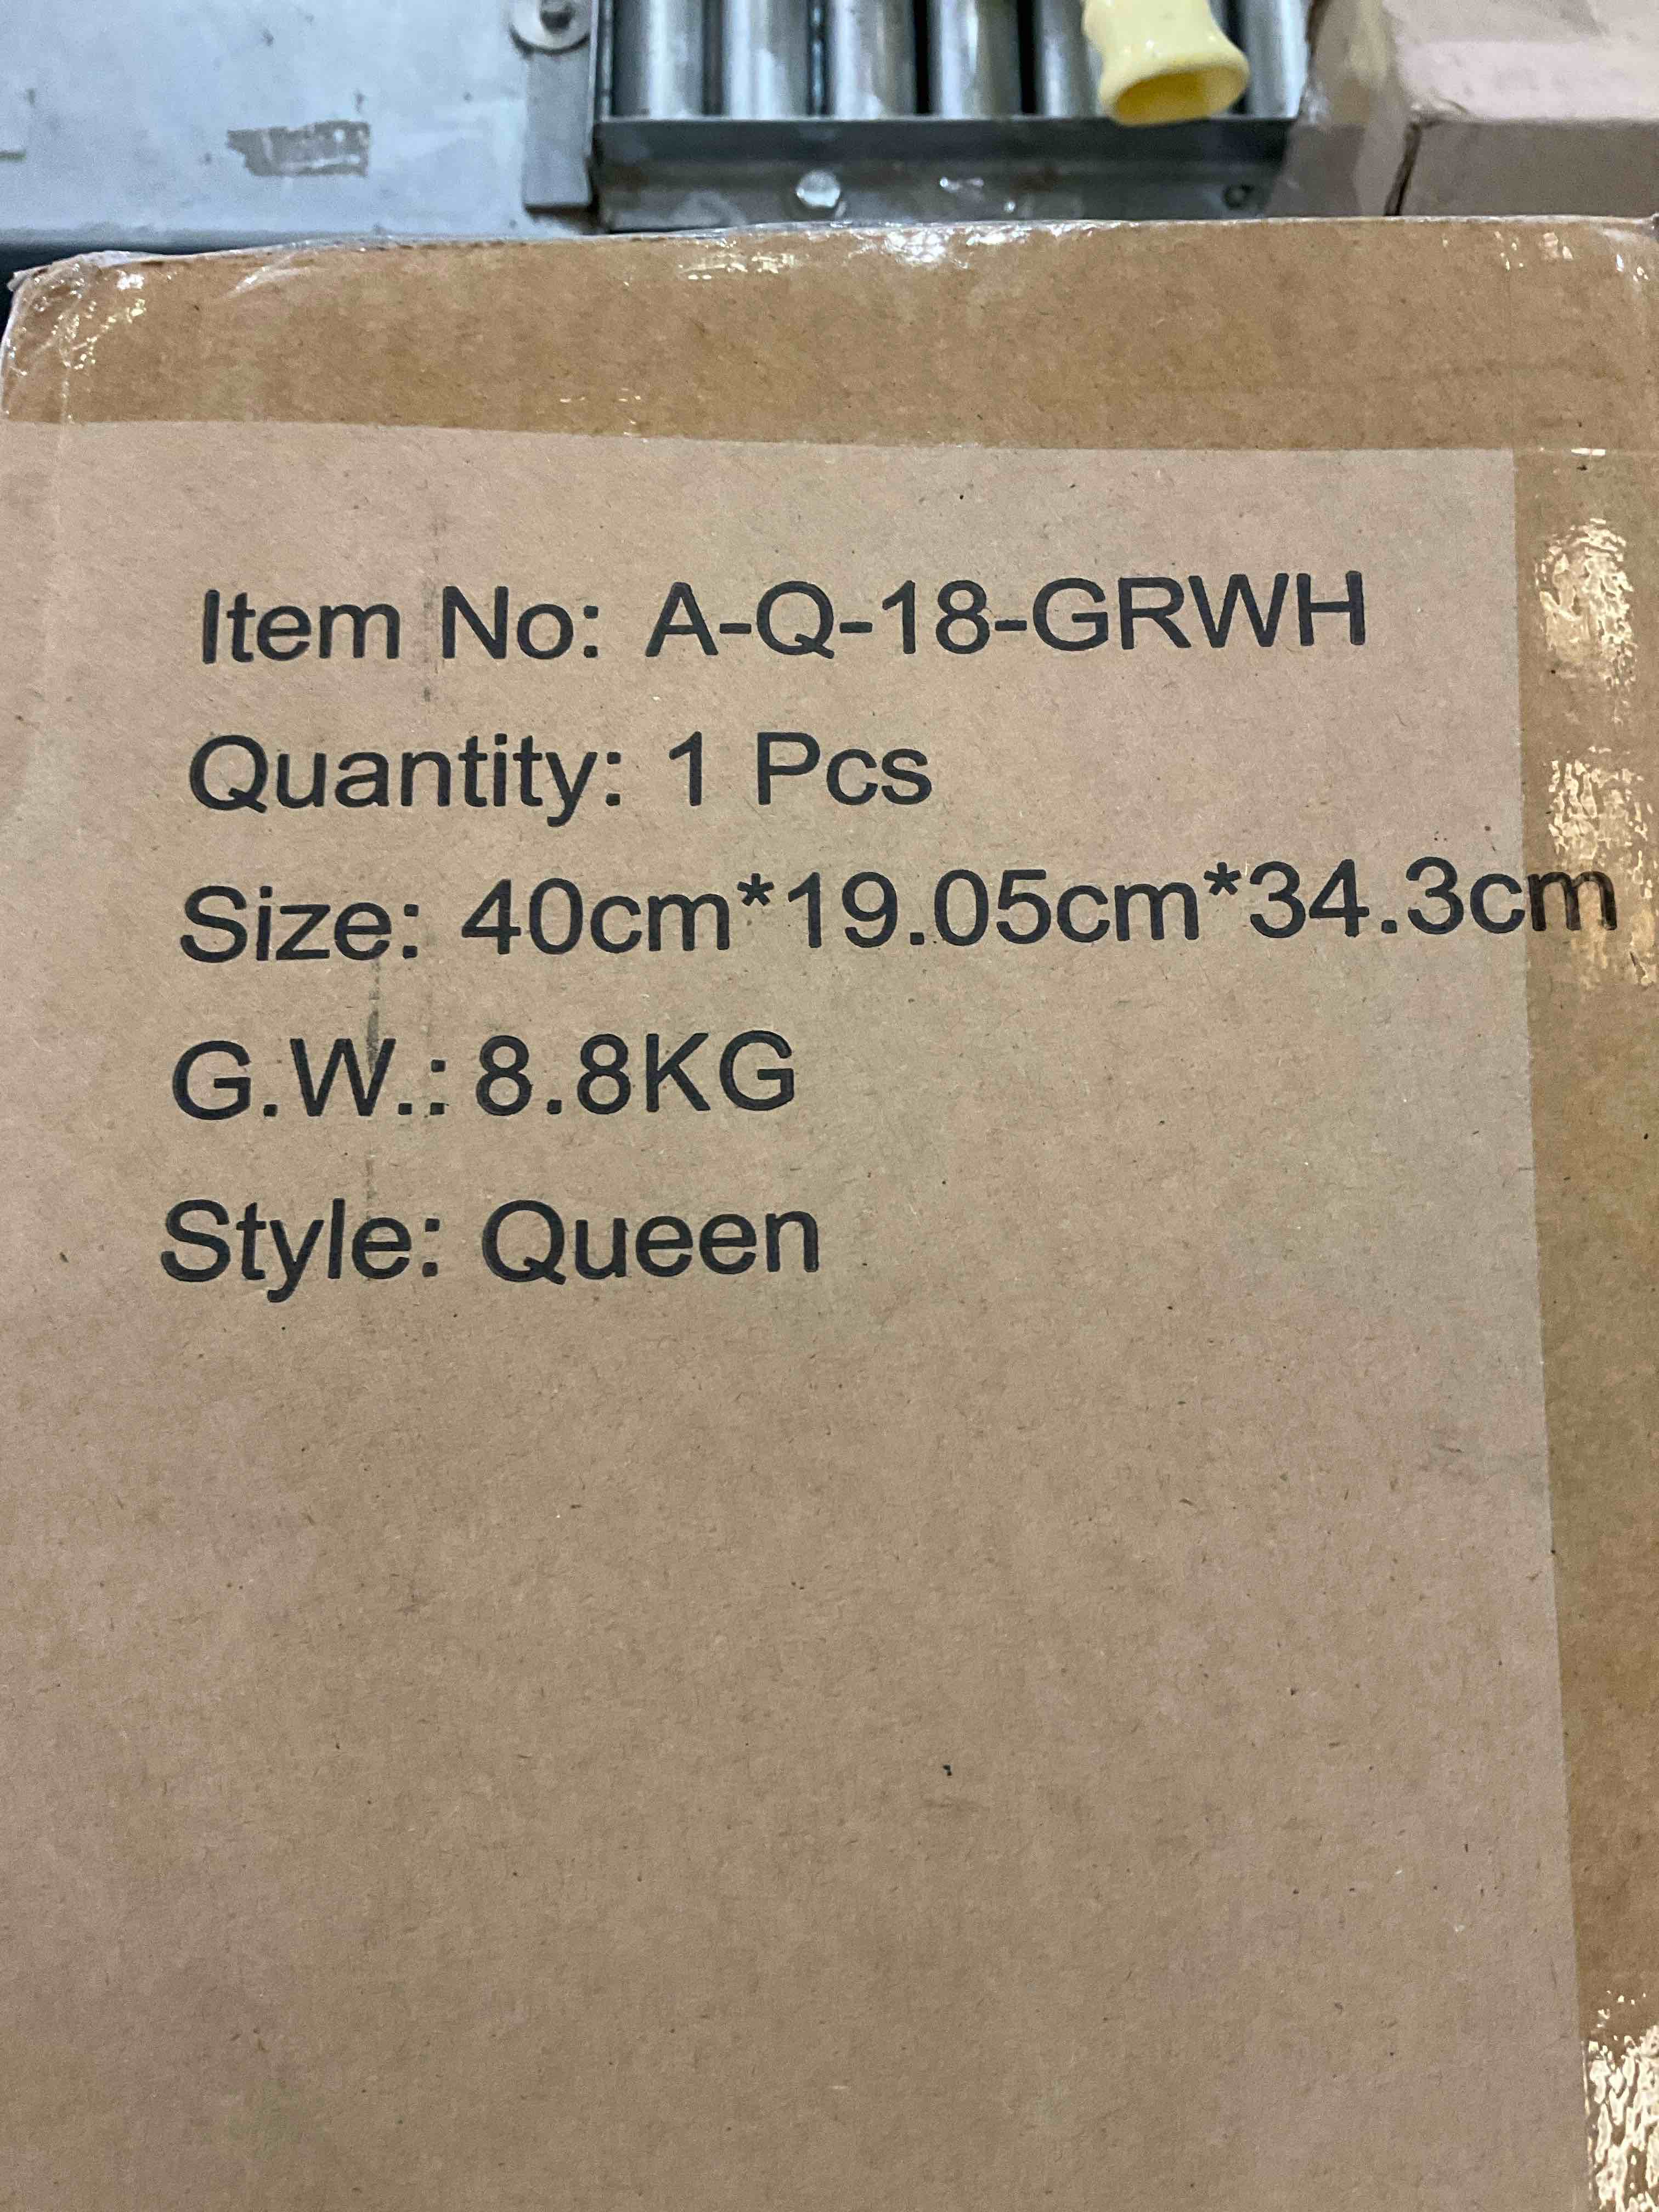 Item No: A-Q-18-GRWH
Quantity: 1 Pcs
Size: 40cm*19.05cm*34.3cm
G.W.: 8.8KG
Style: Queen